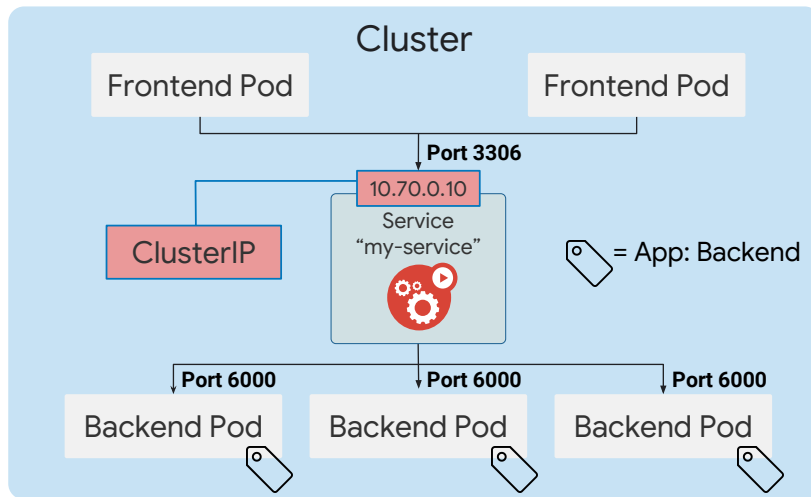 Cluster
Frontend Pod
Frontend Pod
Port 3306
10.70.0.10
ClusterIP
Service
“my-service”
= App: Backend
Port 6000
Port 6000
Port 6000
Backend Pod
Backend Pod
Backend Pod